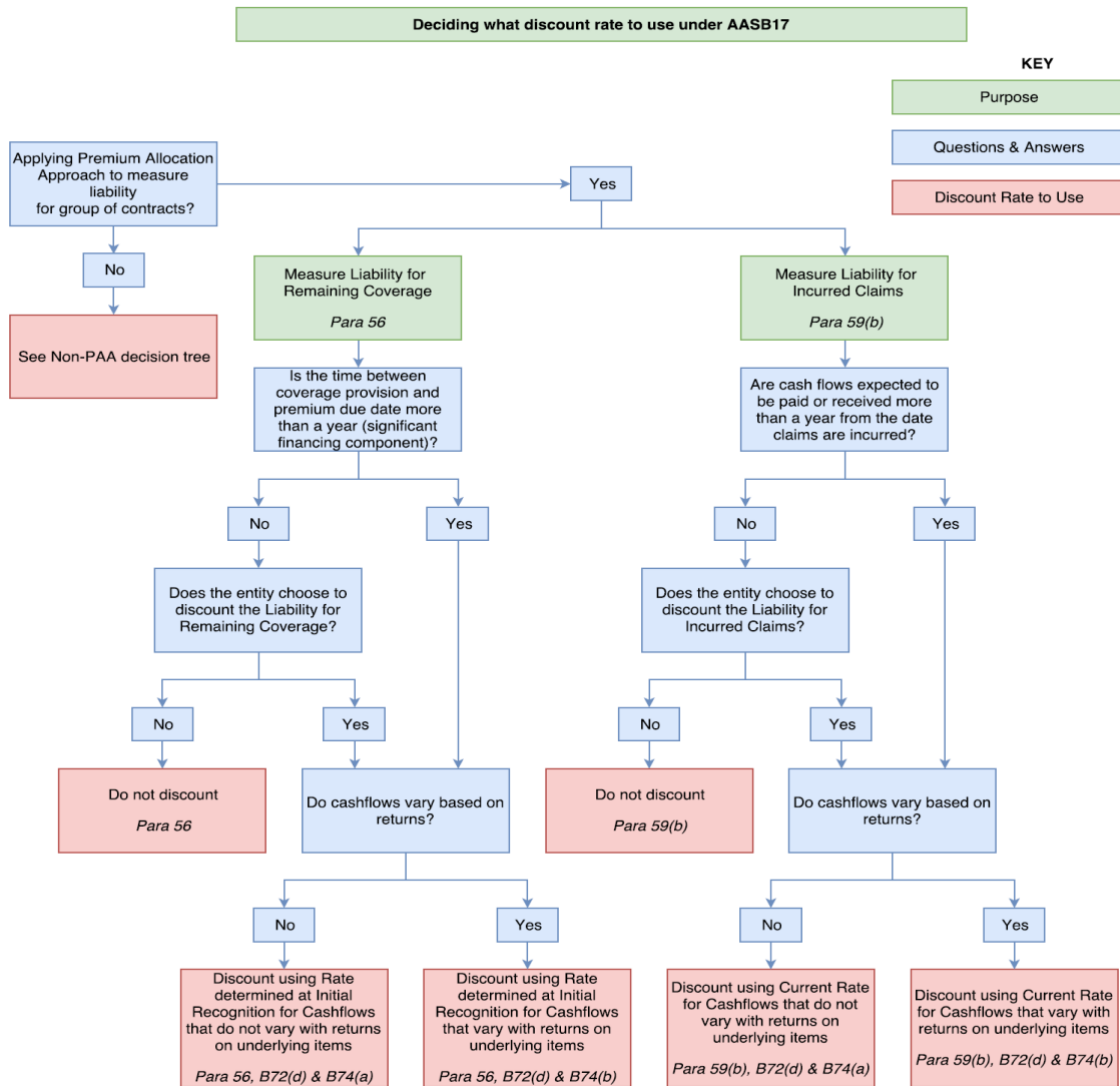 Deciding what discount rate to use under AASB17
KEY
Purpose
Questions & Answers
Discount Rate to Use
Applying Premium Allocation
Approach to measure
liability
for group of contracts?
Yes
No
See Non-PAA decision tree
Measure Liability for
Remaining Coverage
Para 56
Measure Liability for
Incurred Claims
Para 59(b)
Is the time between
coverage provision and
premium due date more
than a year (significant
financing component)?
Are cash flows expected to
be paid or received more
than a year from the date
claims are incurred?
No
Yes
No
Yes
Does the entity choose to
discount the Liability for
Remaining Coverage?
Does the entity choose to
discount the Liability for
Incurred Claims?
No
Yes
No
Yes
Do not discount
Para 56
Do cashflows vary based on
returns?
Do not discount
Para 59(b)
Do cashflows vary based on
returns?
No
Yes
No
Yes
Discount using Rate
determined at Initial
Recognition for Cashflows
that do not vary with returns
on underlying items
Para 56, B72(d) & B74(a)
Discount using Rate
determined at Initial
Recognition for Cashflows
that vary with returns on
underlying items
Para 56, B72(d) & B74(b)
Discount using Current Rate
for Cashflows that do not
vary with returns on
underlying items
Para 59(b), B72(d) & B74(a)
Discount using Current Rate
for Cashflows that vary with
returns on underlying items
Para 59(b), B72(d) & B74(b)